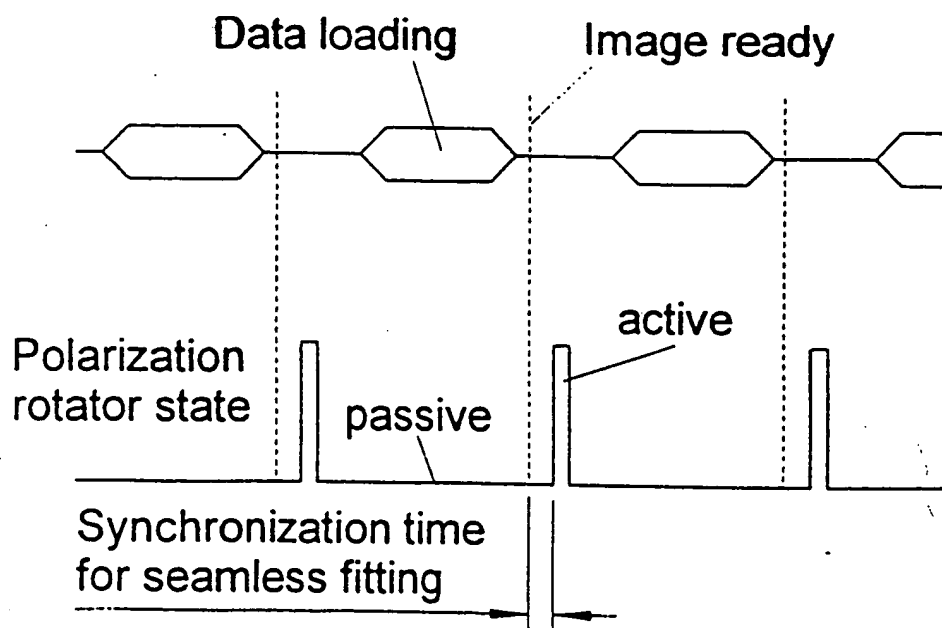 Data loading
Image ready
active
Polarization
rotator state
passive
Synchronization time
for seamless fitting